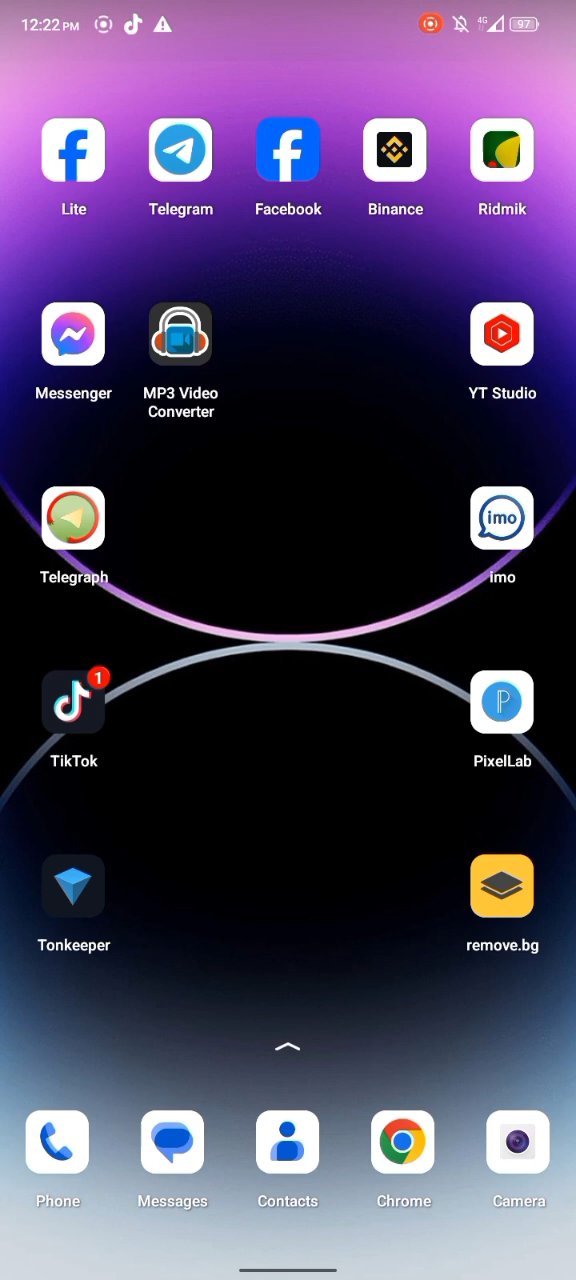 12:22 PM
4G
97
Lite
Telegram
Facebook
Binance
Ridmik
Messenger
MP3 Video
Converter
YT Studio
Telegraph
imo
imo
1
TikTok
P
PixelLab
Tonkeeper
remove.bg
Phone
Messages
Contacts
Chrome
Camera